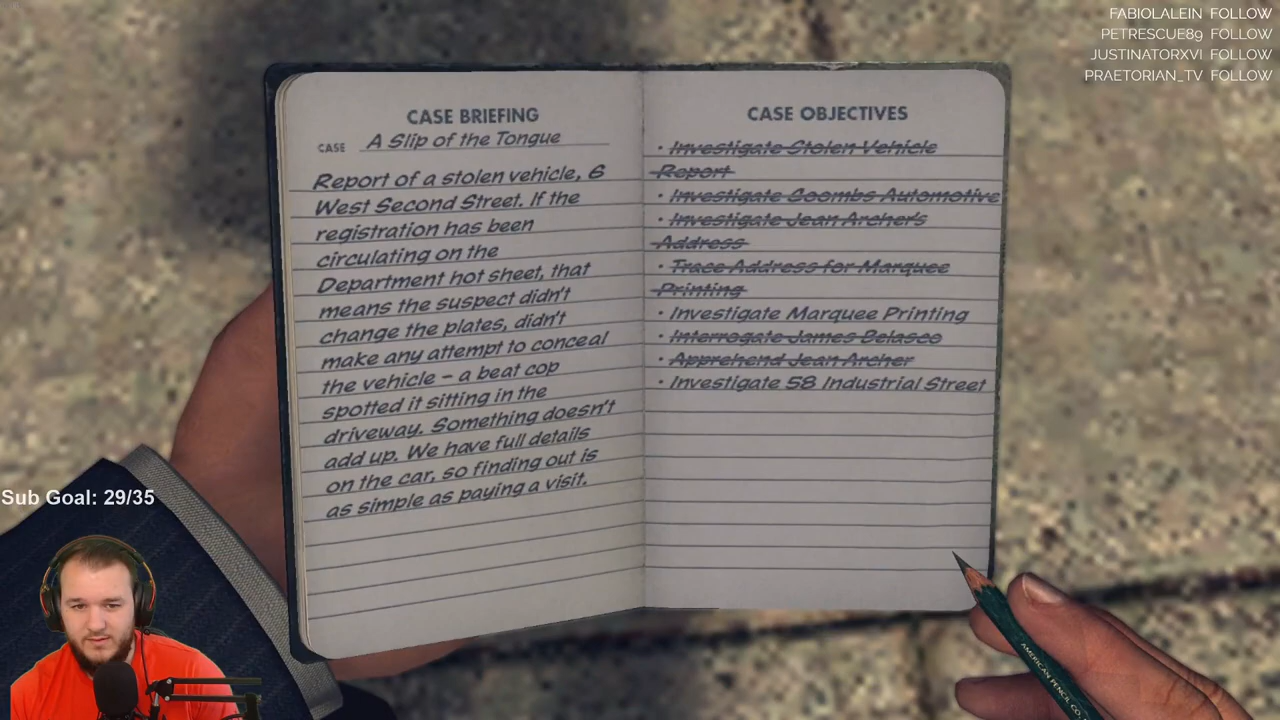 FABIOLALEIN FOLLOW
PETRESCUE89 FOLLOW
JUSTINATORXVI FOLLOW
PRAETORIAN_TV FOLLOW
CASE BRIEFING
CASE A Slip of the Tongue
Report of a stolen vehicle, 6
West Second Street. If the
registration has been
circulating on the
Department hot sheet, that
means the suspect didn't
change the plates, didn't
make any attempt to conceal
the vehicle – a beat cop
spotted it sitting in the
driveway. Something doesn't
add up. We have full details
on the car, so finding out is
as simple as paying a visit.
CASE OBJECTIVES
· Investigate Stolen Vehicle
Report
· Investigate Coombs Automotive
· Investigate Jean Archer's
Address
· Trace Address for Marquee
Printing
· Investigate Marquee Printing
· Interrogate James Belasco
· Apprehend Jean Archer
· Investigate 58 Industrial Street
Sub Goal: 29/35
AMERICAN PENCIL CO.